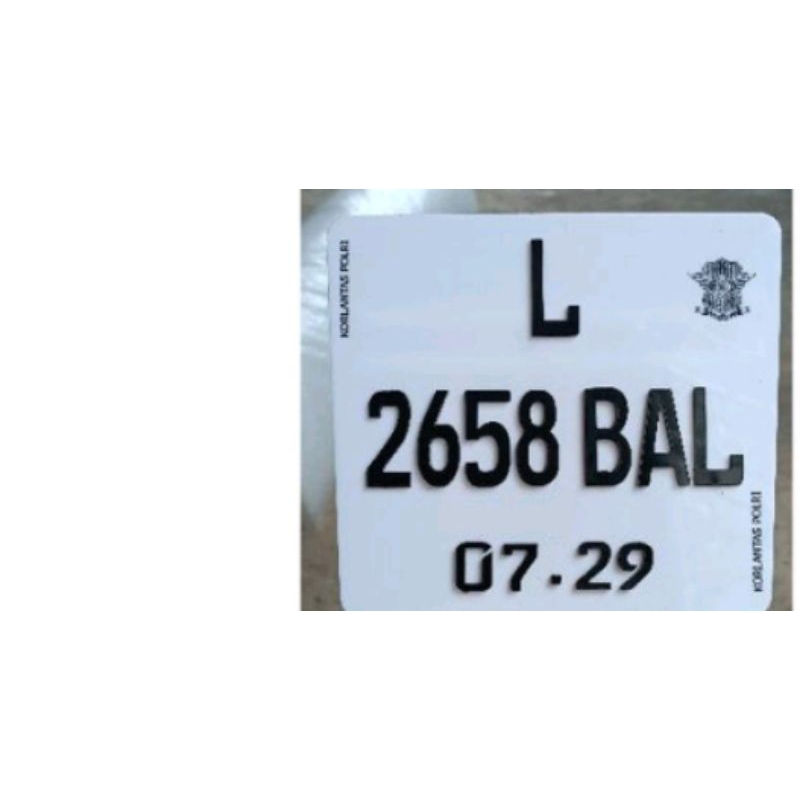 KORLANTAS POLRI
L
2658 BAL
07.29
KORLANTAS POLRI